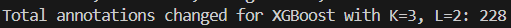 Total annotations changed for XGBoost with K=3, L=2: 228